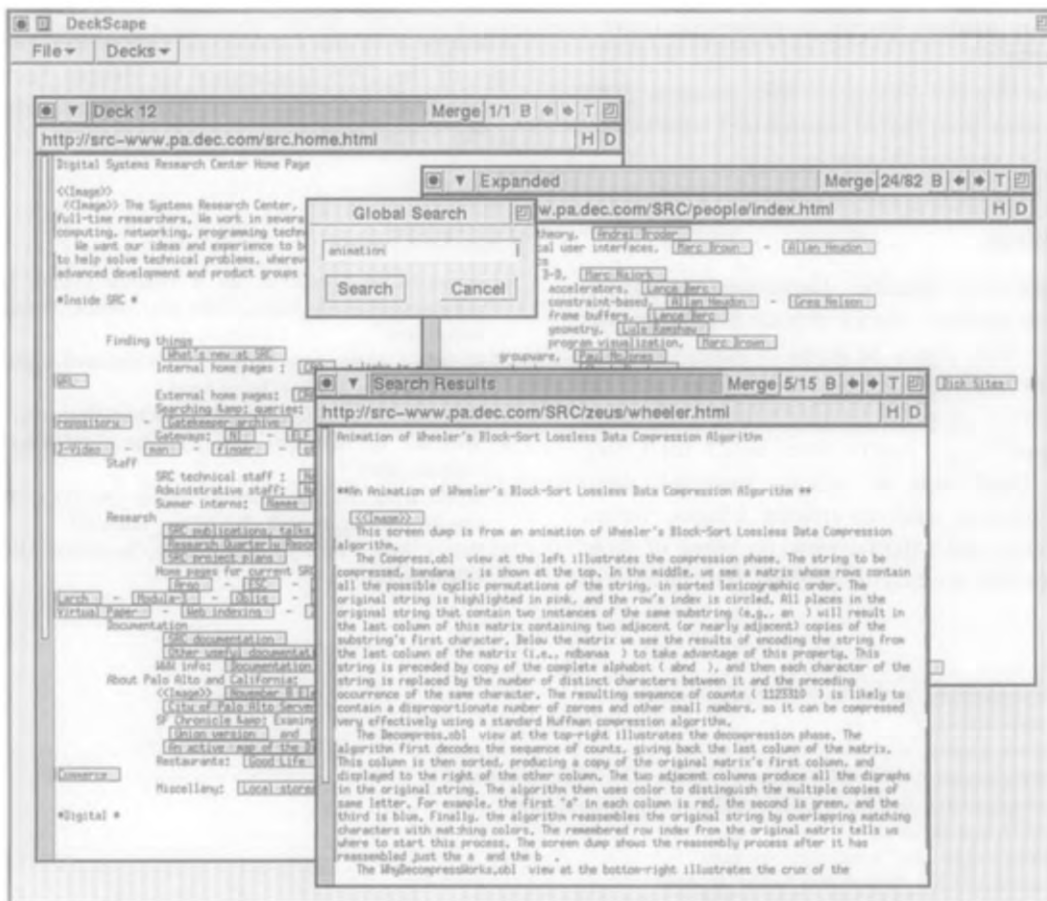 DeckScape
File Decks
Deck 12 Merge 1/1 B T
http://src-www.pa.dec.com/src.home.html H D
Digital Systems Research Center Home Page
<<Image>>
<<Image>> The Systems Research Center,
full-time researchers. We work in severa
computing, networking, programming techn
We want our ideas and experience to b
to help solve technical problems, wherev
advanced development and product groups
*Inside SRC *
Finding things
What's new at SRC
Internal home pages :
External home pages:
Searching &amp; queries:
repository - Gatekeeper archive
Gateways: NI - ELF
J-Video - man - finger -
Staff
SRC technical staff :
Administrative staff:
Summer interns: Names
Research
SRC publications, talks
Research Quarterly Repor
SRC project plans
Home pages for current SRC
Argo - FSC -
Larch - Modula-3 - Oblio -
Virtual Paper - Web indexing -
Documentation
SRC documentation
Other useful documentati
WWW info: Documentation
About Palo Alto and California:
<<Image>> November 8 Ele
City of Palo Alto Server
SF Chronicle &amp; Examin
Union version and
An active map of the B
Restaurants: Good Life
Commerce
Miscellany: Local stores
*Digital *
Expanded Merge 24/82 B T
w.pa.dec.com/SRC/people/index.html H D
theory, Andrei Broder
cal user interfaces, Marc Brown - Allan Heydon
3-D, Marc Najork
accelerators, Lance Berc
constraint-based, Allan Heydon - Greg Nelson
frame buffers, Lance Berc
geometry, Lyle Ramshaw
program visualization, Marc Brown
groupware, Paul McJones
Global Search
animation
Search Cancel
Search Results Merge 5/15 B T
http://src-www.pa.dec.com/SRC/zeus/wheeler.html H D
Animation of Wheeler's Block-Sort Lossless Data Compression Algorithm
**An Animation of Wheeler's Block-Sort Lossless Data Compression Algorithm **
<<Image>>
This screen dump is from an animation of Wheeler's Block-Sort Lossless Data Compression
algorithm.
The Compress.obl view at the left illustrates the compression phase. The string to be
compressed, bandana , is shown at the top. In the middle, we see a matrix whose rows contain
all the possible cyclic permutations of the string, in sorted lexicographic order. The
original string is highlighted in pink, and the row's index is circled. All places in the
original string that contain two instances of the same substring (e.g., an ) will result in
the last column of this matrix containing two adjacent (or nearly adjacent) copies of the
substring's first character. Below the matrix we see the results of encoding the string from
the last column of the matrix (i.e., ndbanaa ) to take advantage of this property. This
string is preceded by copy of the complete alphabet ( abnd ), and then each character of the
string is replaced by the number of distinct characters between it and the preceding
occurrence of the same character. The resulting sequence of counts ( 1123310 ) is likely to
contain a disproportionate number of zeroes and other small numbers, so it can be compressed
very effectively using a standard Huffman compression algorithm.
The Decompress.obl view at the top-right illustrates the decompression phase. The
algorithm first decodes the sequence of counts, giving back the last column of the matrix.
This column is then sorted, producing a copy of the original matrix's first column, and
displayed to the right of the other column. The two adjacent columns produce all the digraphs
in the original string. The algorithm then uses color to distinguish the multiple copies of
same letter. For example, the first "a" in each column is red, the second is green, and the
third is blue. Finally, the algorithm reassembles the original string by overlapping matching
characters with matching colors. The remembered row index from the original matrix tells us
where to start this process. The screen dump shows the reassembly process after it has
reassembled just the a and the b .
The WhyDecompressWorks.obl view at the bottom-right illustrates the crux of the